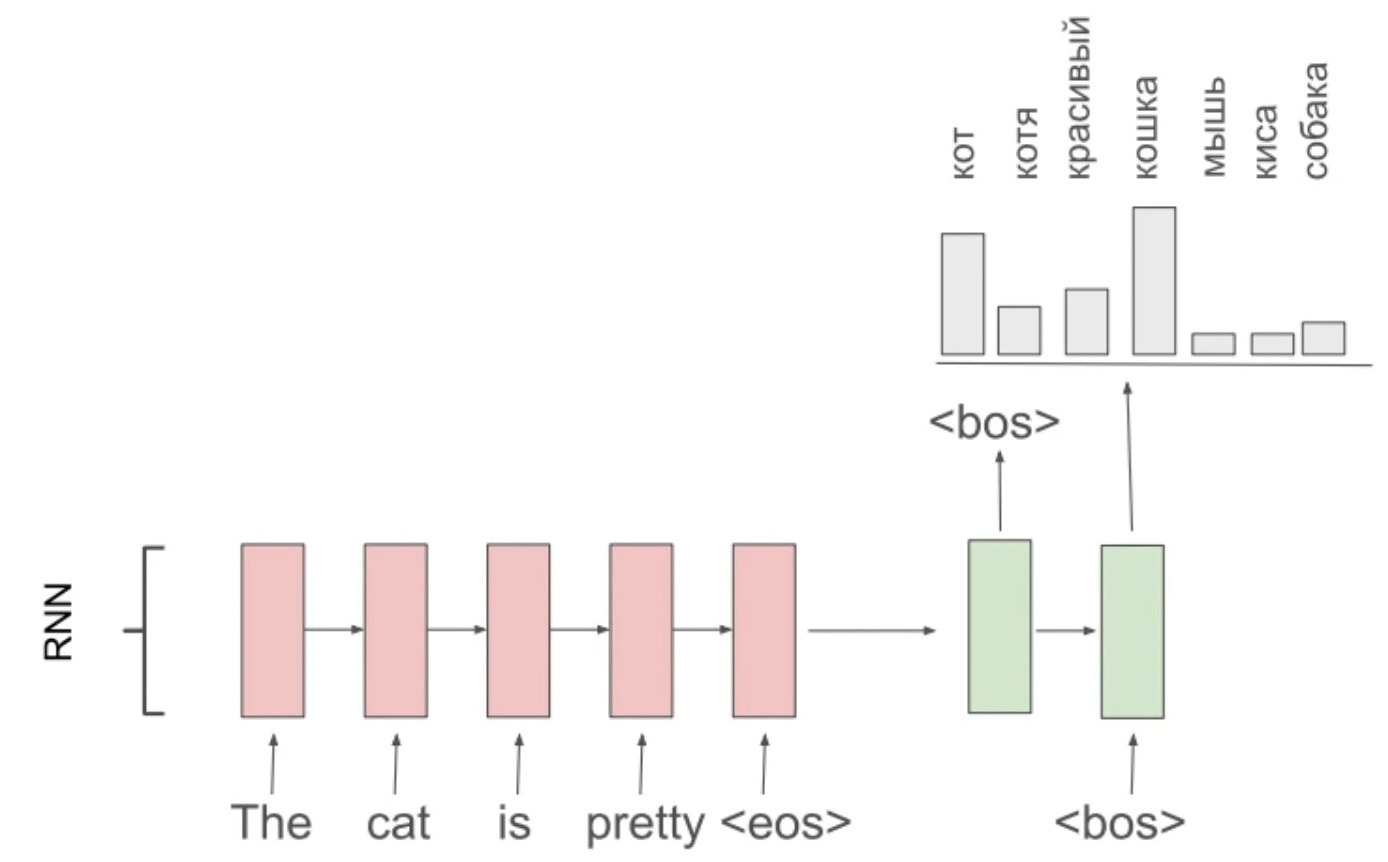 кот
котя
красивый
кошка
мышь
киса
собака
<bos>
RNN
The cat is pretty <eos> <bos>